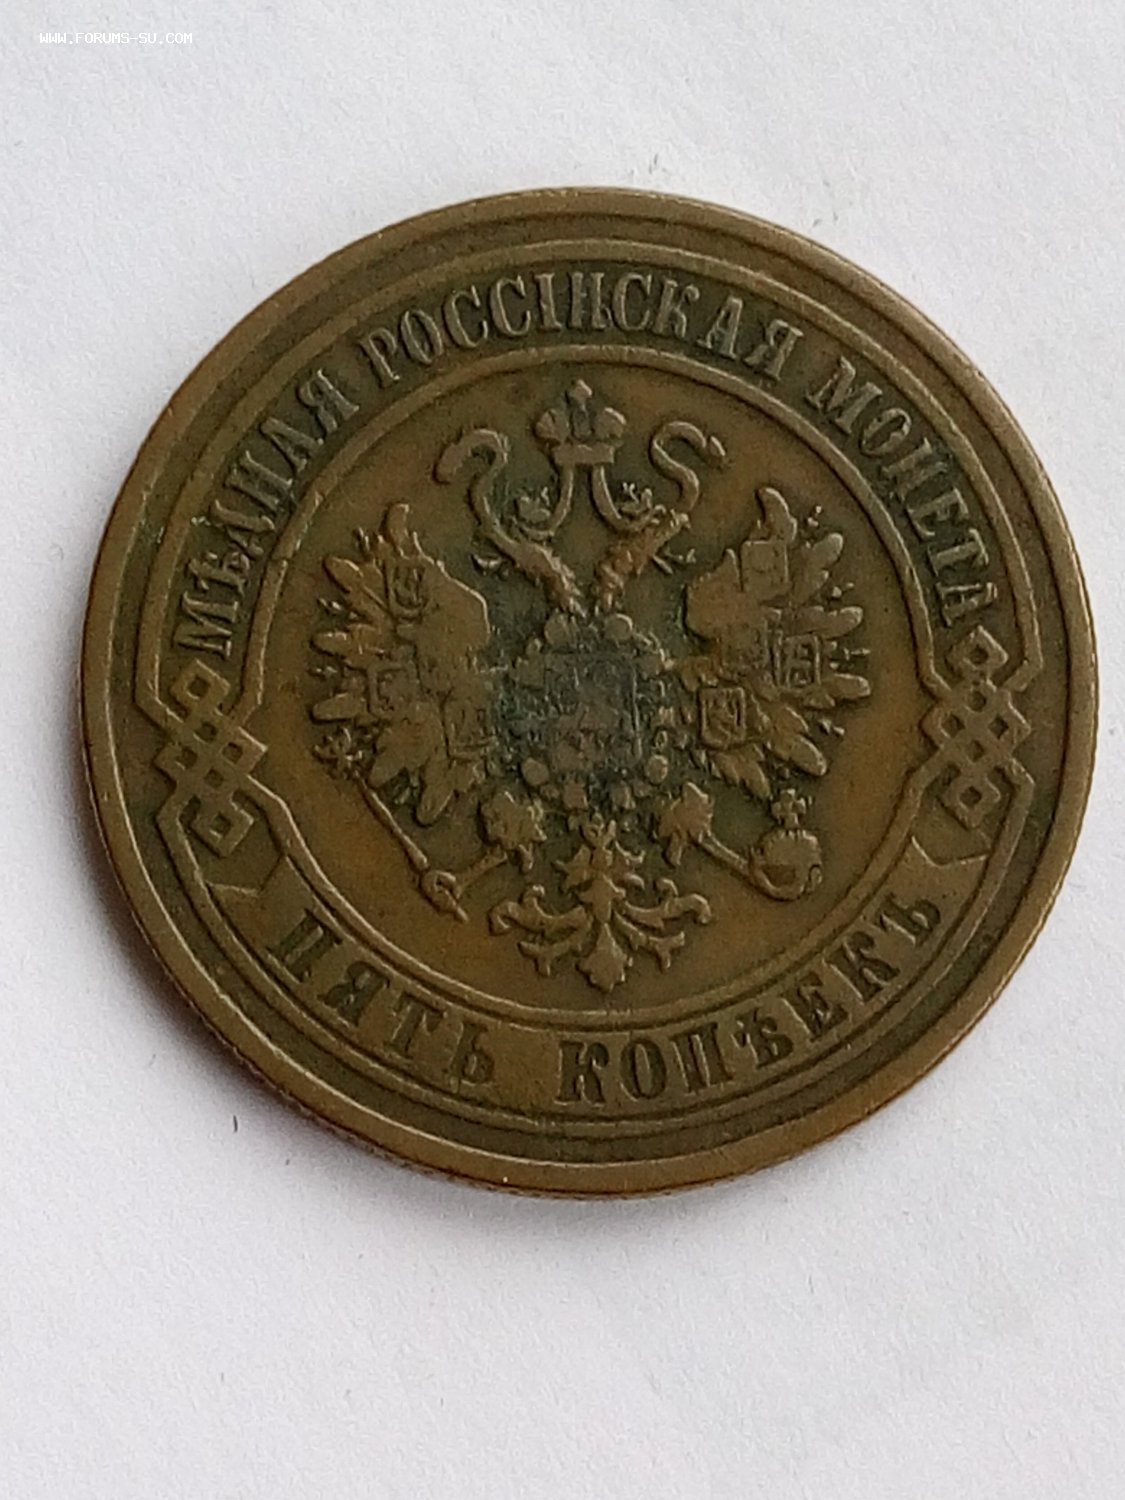 WWW.FORUMS-SU.COM
МѢДНАЯ РОССІЙСКАЯ МОНЕТА
ПЯТЬ КОПѢЕКЪ